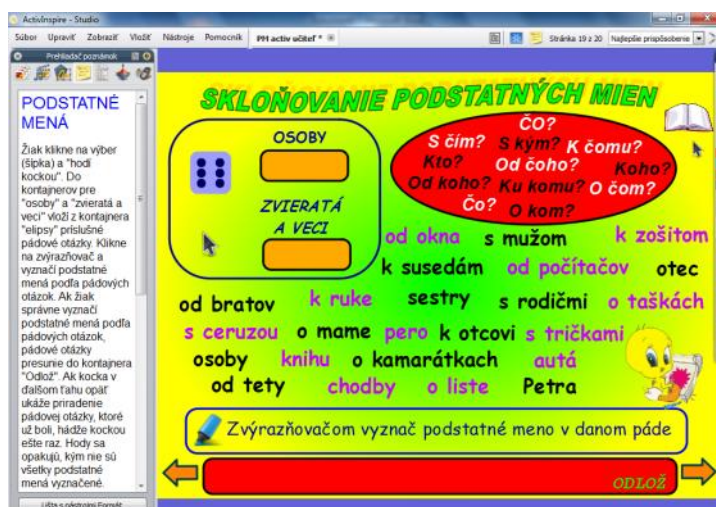 ActivInspire - Studio
Súbor Upraviť Zobraziť Vložiť Nástroje Pomocník PH activ učiteľ * Stránka 19 z 20 Najlepšie prispôsobenie
Prehliadač poznámok
PODSTATNÉ
MENÁ
Žiak klikne na výber
(šípka) a "hodí
kockou". Do
kontajnerov pre
"osoby" a "zvieratá a
veci" vloží z kontajnera
"elipsy" príslušné
pádové otázky. Klikne
na zvýrazňovač a
vyznačí podstatné
mená podľa pádových
otázok. Ak žiak
správne vyznačí
podstatné mená podľa
pádových otázok,
pádové otázky
presunie do kontajnera
"Odlož". Ak kocka v
ďalšom ťahu opäť
ukáže priradenie
pádovej otázky, ktoré
už boli, hádže kockou
ešte raz. Hody sa
opakujú, kým nie sú
všetky podstatné
mená vyznačené.
Lišta s nástrojmi Formát
SKLOŇOVANIE PODSTATNÝCH MIEN
OSOBY
ZVIERATÁ
A VECI
ČO?
S čím? S kým? K čomu?
Kto? Od čoho? Koho?
Od koho? Ku komu? O čom?
Čo? O kom?
od okna s mužom k zošitom
k susedám od počítačov otec
od bratov k ruke sestry s rodičmi o taškách
s ceruzou o mame pero k otcovi s tričkami
osoby knihu o kamarátkach autá
od tety chodby o liste Petra
Zvýrazňovačom vyznač podstatné meno v danom páde
ODLOŽ